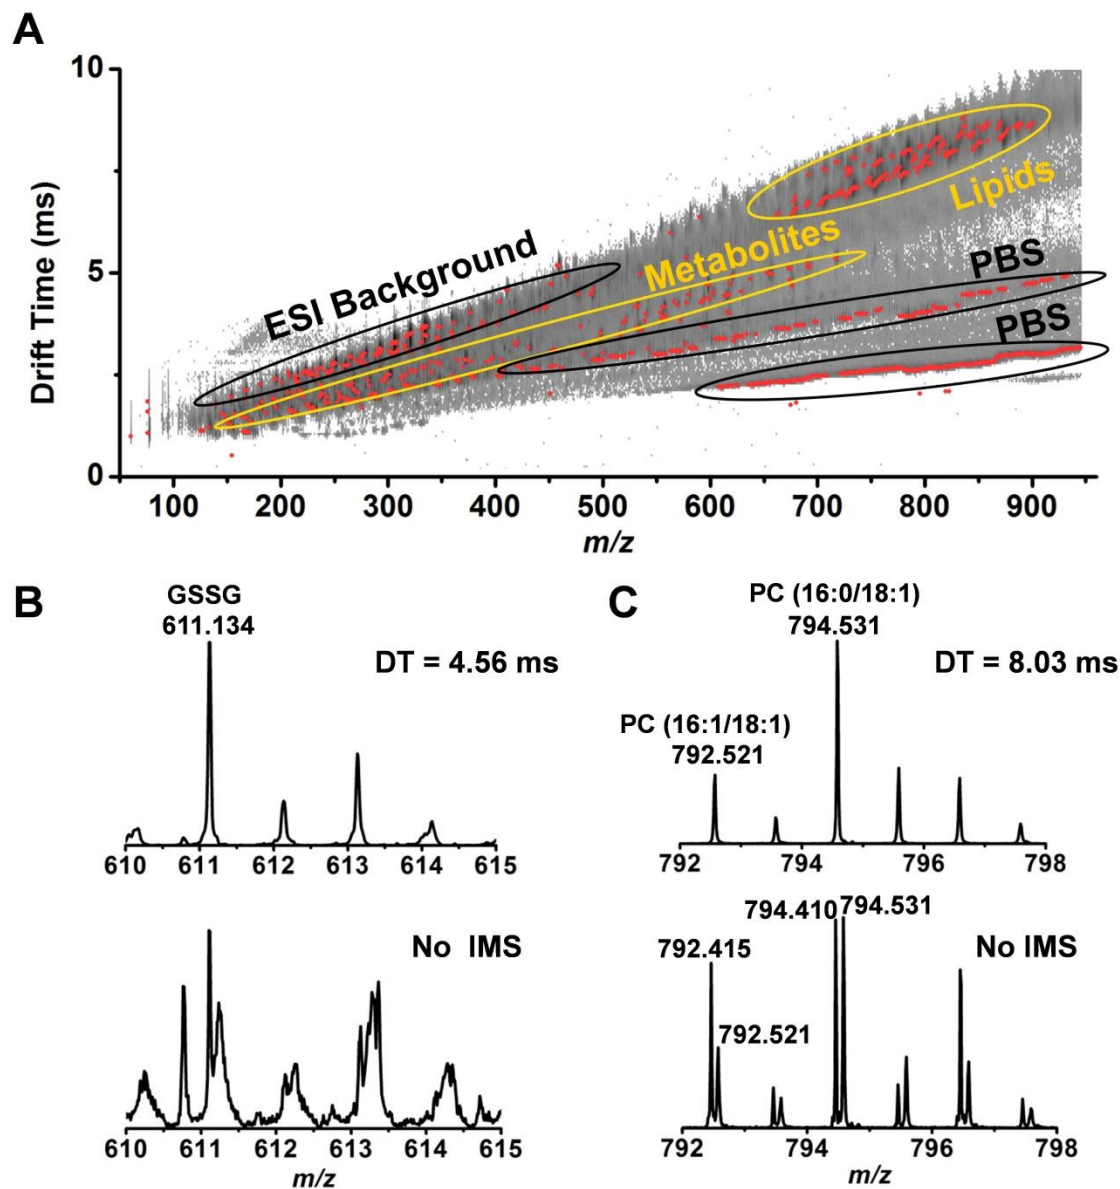 A
10
5
0
Drift Time (ms)
ESI Background
Metabolites
Lipids
PBS
PBS
100 200 300 400 500 600 700 800 900
m/z
B
GSSG
611.134
DT = 4.56 ms
610 611 612 613 614 615
No IMS
610 611 612 613 614 615
m/z
C
PC (16:0/18:1)
794.531
DT = 8.03 ms
PC (16:1/18:1)
792.521
792 794 796 798
794.410 794.531
792.415
No IMS
792.521
792 794 796 798
m/z